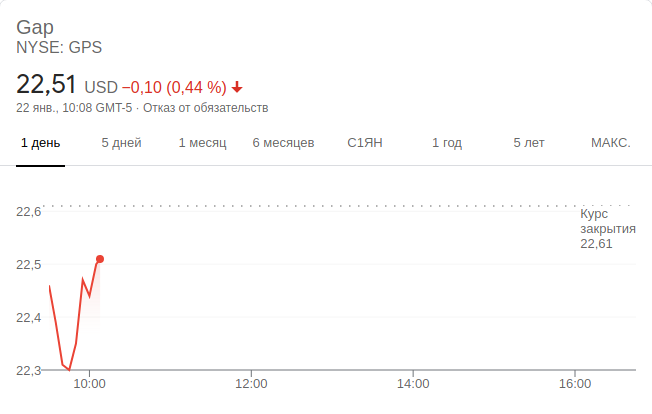 Gap
NYSE: GPS
22,51 USD −0,10 (0,44 %)
22 янв., 10:08 GMT-5 · Отказ от обязательств
1 день 5 дней 1 месяц 6 месяцев С1ЯН 1 год 5 лет МАКС.
22,6
Курс
закрытия
22,61
22,5
22,4
22,3
10:00 12:00 14:00 16:00